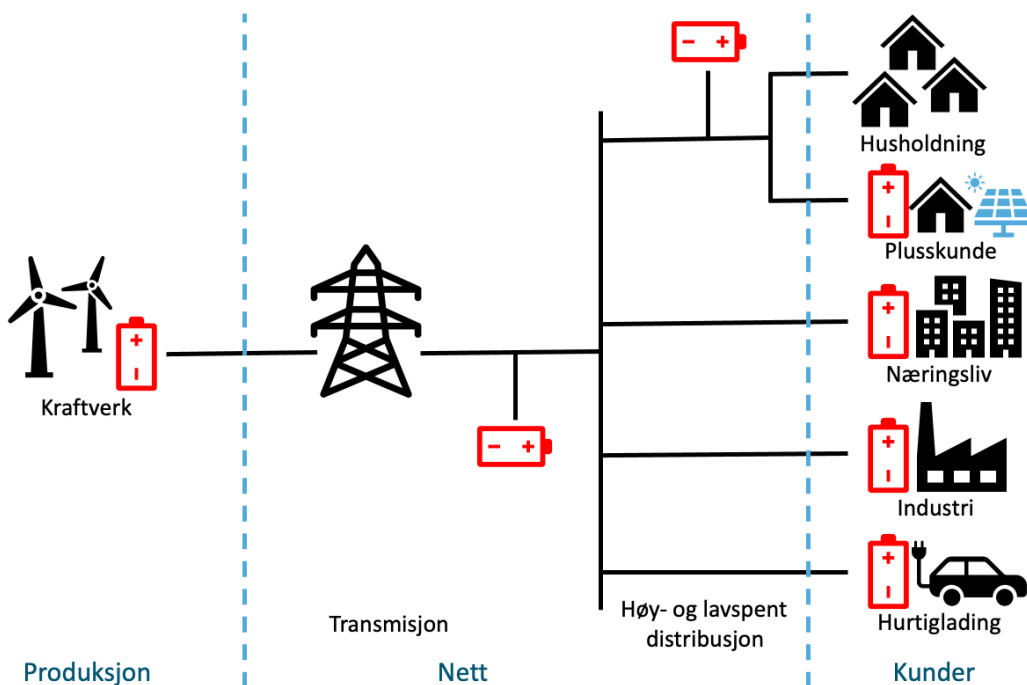 Husholdning
Plusskunde
Kraftverk
Næringsliv
Industri
Transmisjon
Høy- og lavspent
distribusjon
Hurtiglading
Produksjon
Nett
Kunder